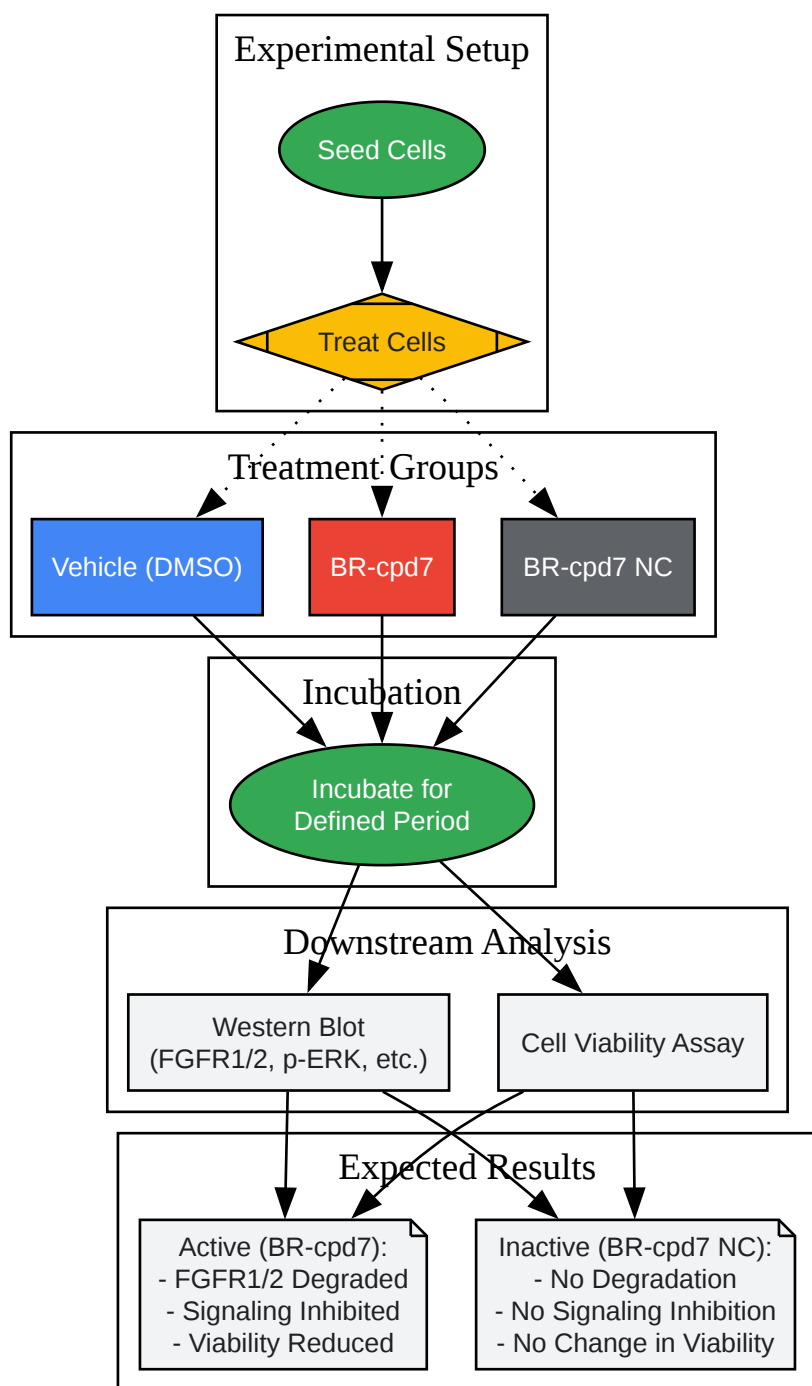 Experimental Setup
Seed Cells
Treat Cells
Treatment Groups
Vehicle (DMSO)
BR-cpd7
BR-cpd7 NC
Incubation
Incubate for
Defined Period
Downstream Analysis
Western Blot
(FGFR1/2, p-ERK, etc.)
Cell Viability Assay
Expected Results
Active (BR-cpd7):
- FGFR1/2 Degraded
- Signaling Inhibited
- Viability Reduced
Inactive (BR-cpd7 NC):
- No Degradation
- No Signaling Inhibition
- No Change in Viability